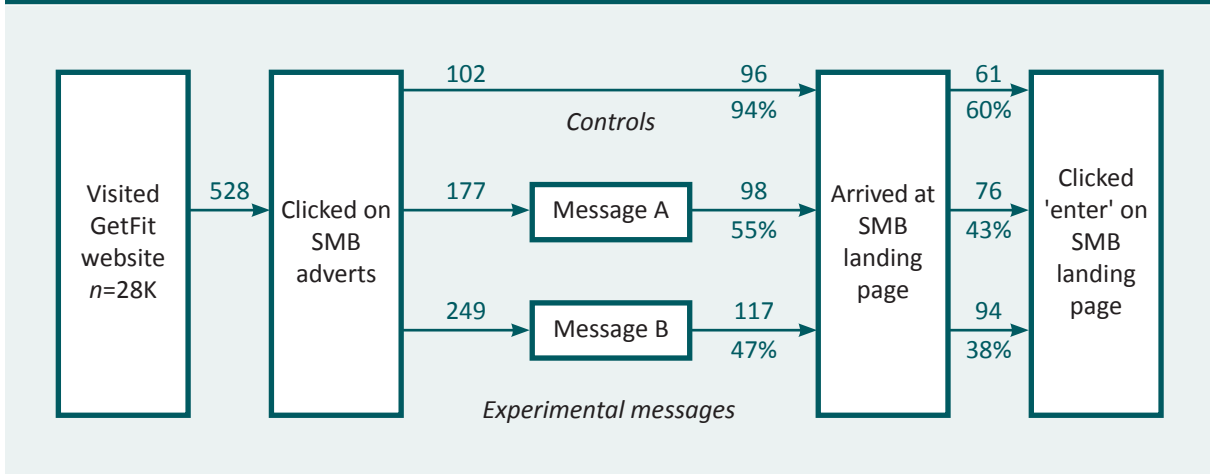 Visited
GetFit
website
n=28K
528
Clicked on
SMB
adverts
102
96
94%
Controls
177
Message A
98
55%
249
Message B
117
47%
Experimental messages
Arrived at
SMB
landing
page
61
60%
76
43%
94
38%
Clicked
'enter' on
SMB
landing
page